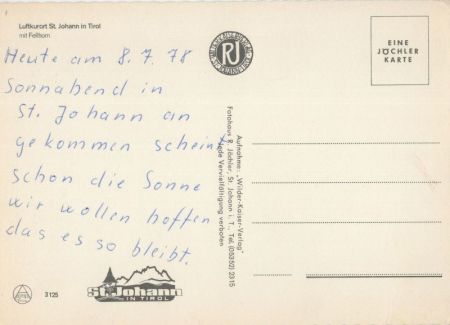 Luftkurort St. Johann in Tirol
mit Fellhorn
Heute am 8.7.78
Sonnabend in
St. Johann an
gekommen scheint
schon die Sonne
wir wollen hoffen
das es so bleibt.
RJ
EINE
JÖCHLER
KARTE
Aufnahme: „Wilder-Kaiser-Verlag"
Fotohaus R. Jöchler, St. Johann i. T., Tel. (05352) 2315
Jede Vervielfältigung verboten
3125
St. Johann
IN TIROL